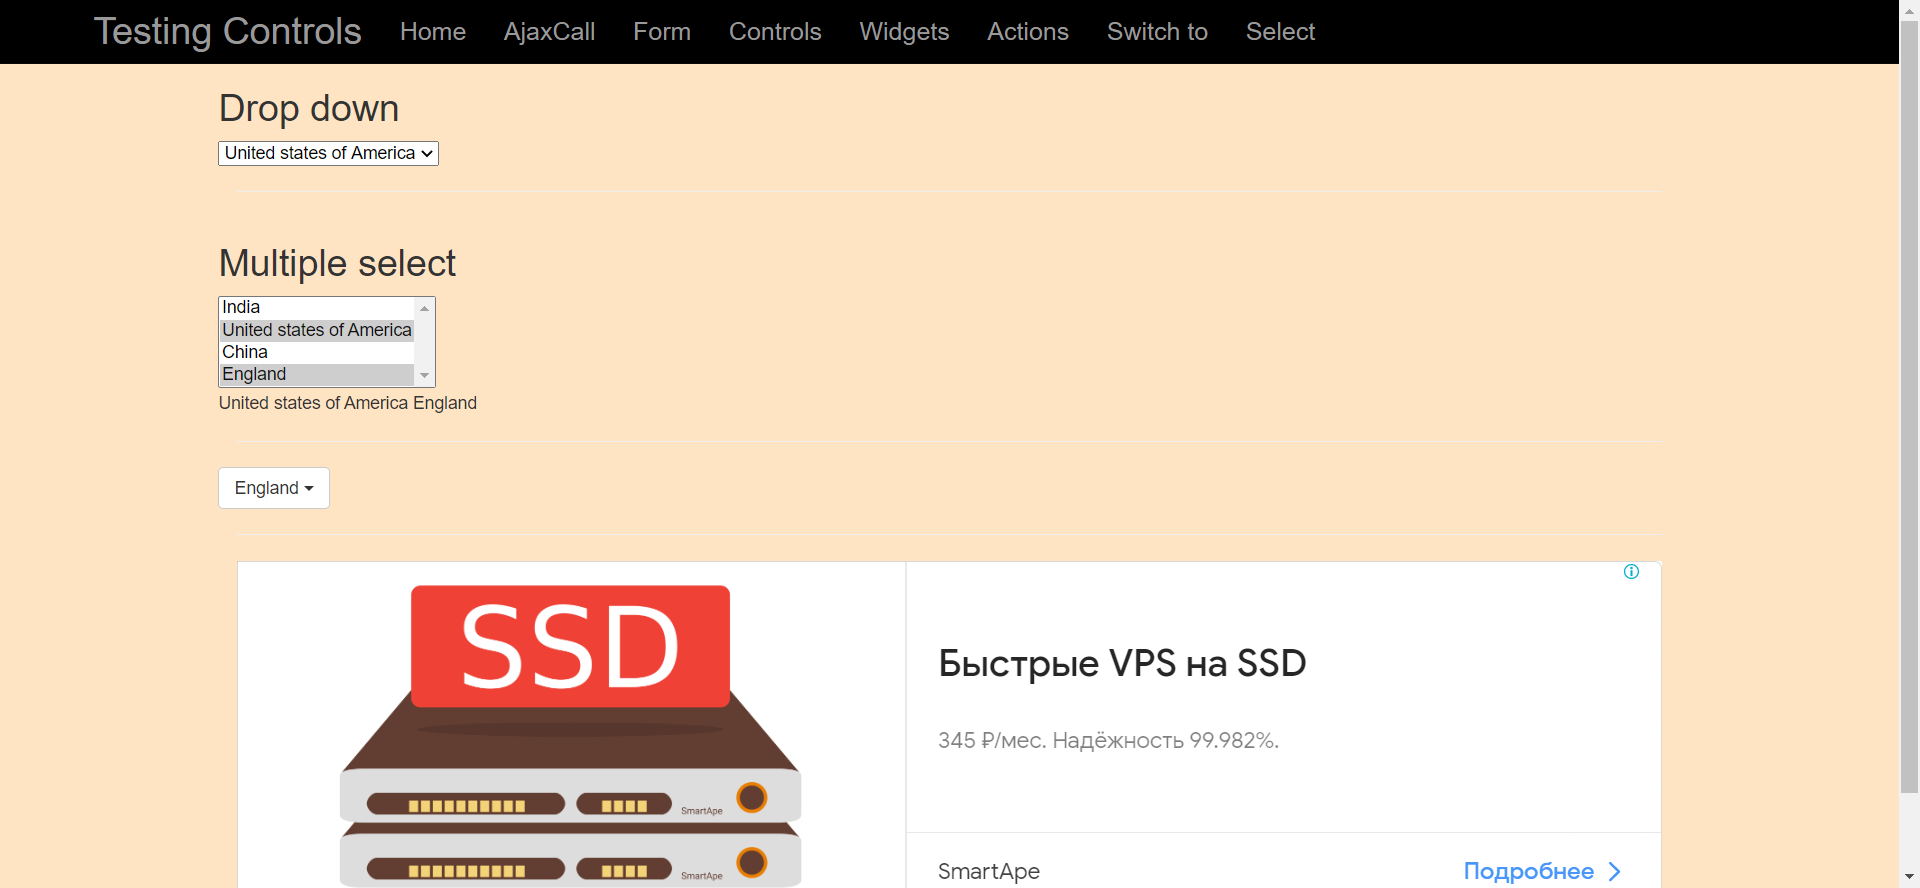 Testing Controls Home AjaxCall Form Controls Widgets Actions Switch to Select
Drop down
United states of America
Multiple select
India
United states of America
China
England
United states of America England
England
SSD
Быстрые VPS на SSD
345 ₽/мес. Надёжность 99.982%.
SmartApe
SmartApe
SmartApe Подробнее